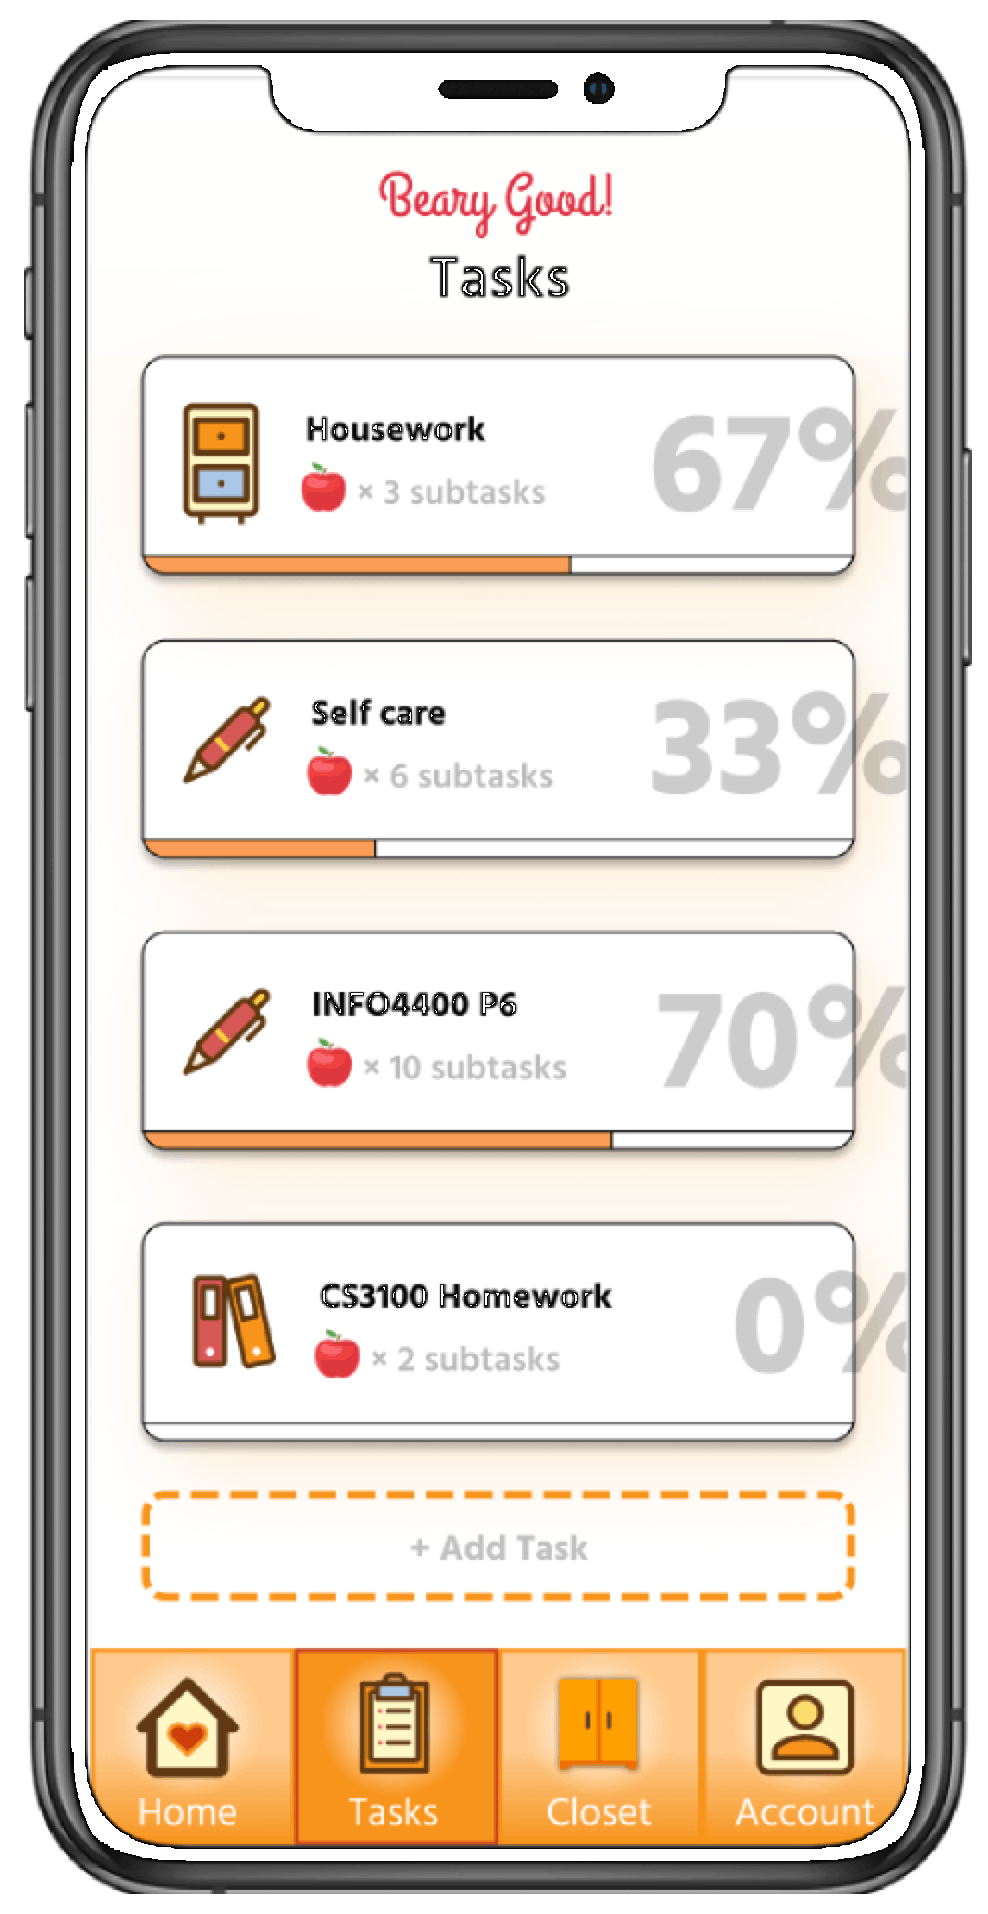 Beary Good!
Tasks
Housework
× 3 subtasks
67%
Self care
× 6 subtasks
33%
INFO4400 P6
× 10 subtasks
70%
CS3100 Homework
× 2 subtasks
0%
+ Add Task
Home Tasks Closet Account